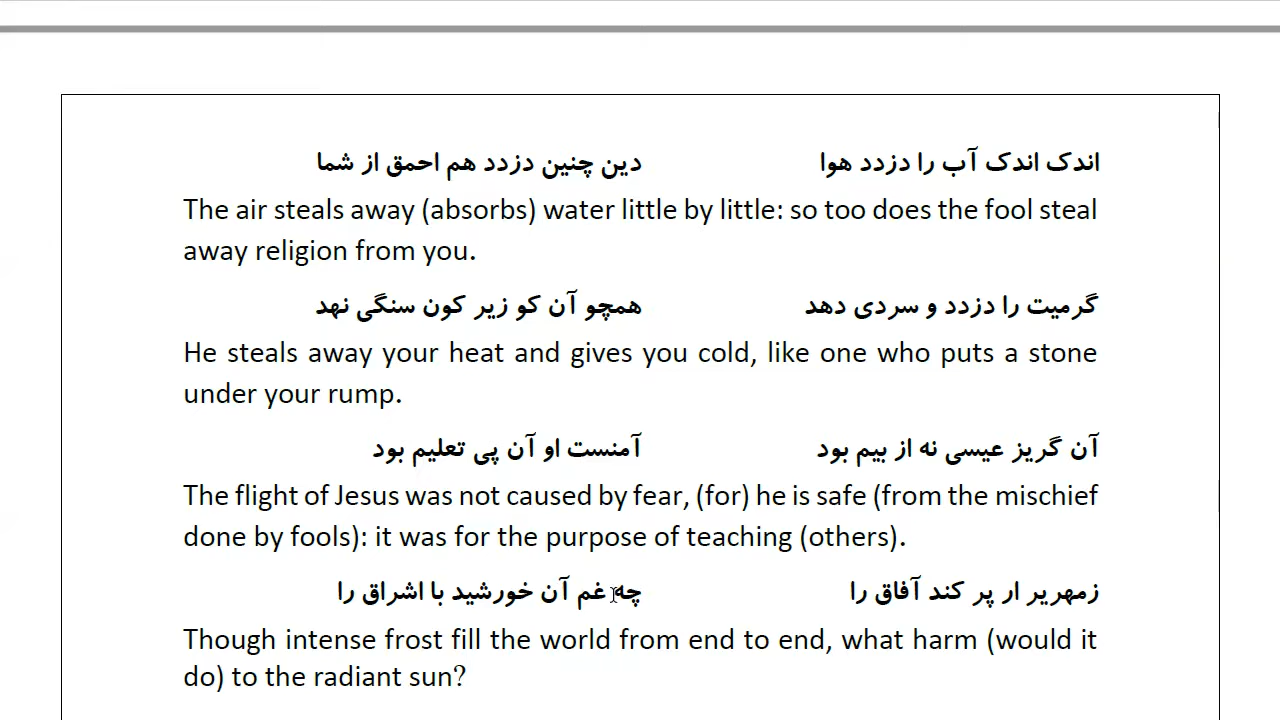 اندک اندک آب را دزدد هوا دین چنین دزدد هم احمق از شما
The air steals away (absorbs) water little by little: so too does the fool steal
away religion from you.
گرمیت را دزدد و سردی دهد همچو آن کو زیر کون سنگی نهد
He steals away your heat and gives you cold, like one who puts a stone
under your rump.
آن گریز عیسی نه از بیم بود آمنست او آن پی تعلیم بود
The flight of Jesus was not caused by fear, (for) he is safe (from the mischief
done by fools): it was for the purpose of teaching (others).
زمهریر ار پر کند آفاق را چه غم آن خورشید با اشراق را
Though intense frost fill the world from end to end, what harm (would it
do) to the radiant sun?